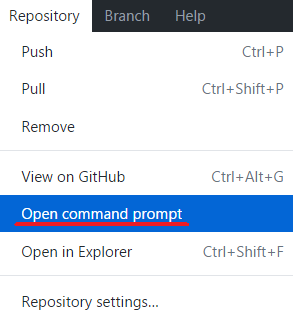 Repository Branch Help
Push Ctrl+P
Pull Ctrl+Shift+P
Remove
View on GitHub Ctrl+Alt+G
Open command prompt
Open in Explorer Ctrl+Shift+F
Repository settings...